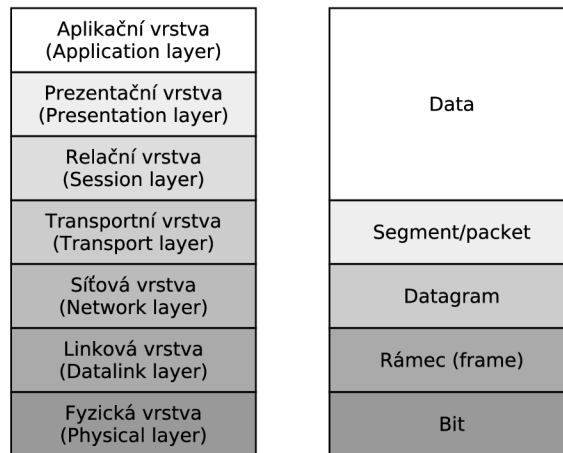 Aplikační vrstva
(Application layer)
Prezentační vrstva
(Presentation layer)
Relační vrstva
(Session layer)
Transportní vrstva
(Transport layer)
Síťová vrstva
(Network layer)
Linková vrstva
(Datalink layer)
Fyzická vrstva
(Physical layer)
Data
Segment/packet
Datagram
Rámec (frame)
Bit